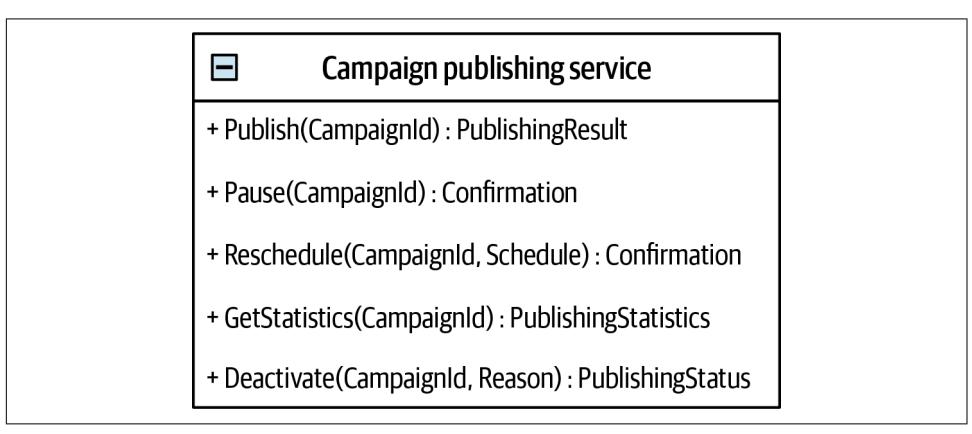 Campaign publishing service
+ Publish(CampaignId) : PublishingResult
+ Pause(CampaignId) : Confirmation
+ Reschedule(CampaignId, Schedule) : Confirmation
+ GetStatistics(CampaignId) : PublishingStatistics
+ Deactivate(CampaignId, Reason) : PublishingStatus